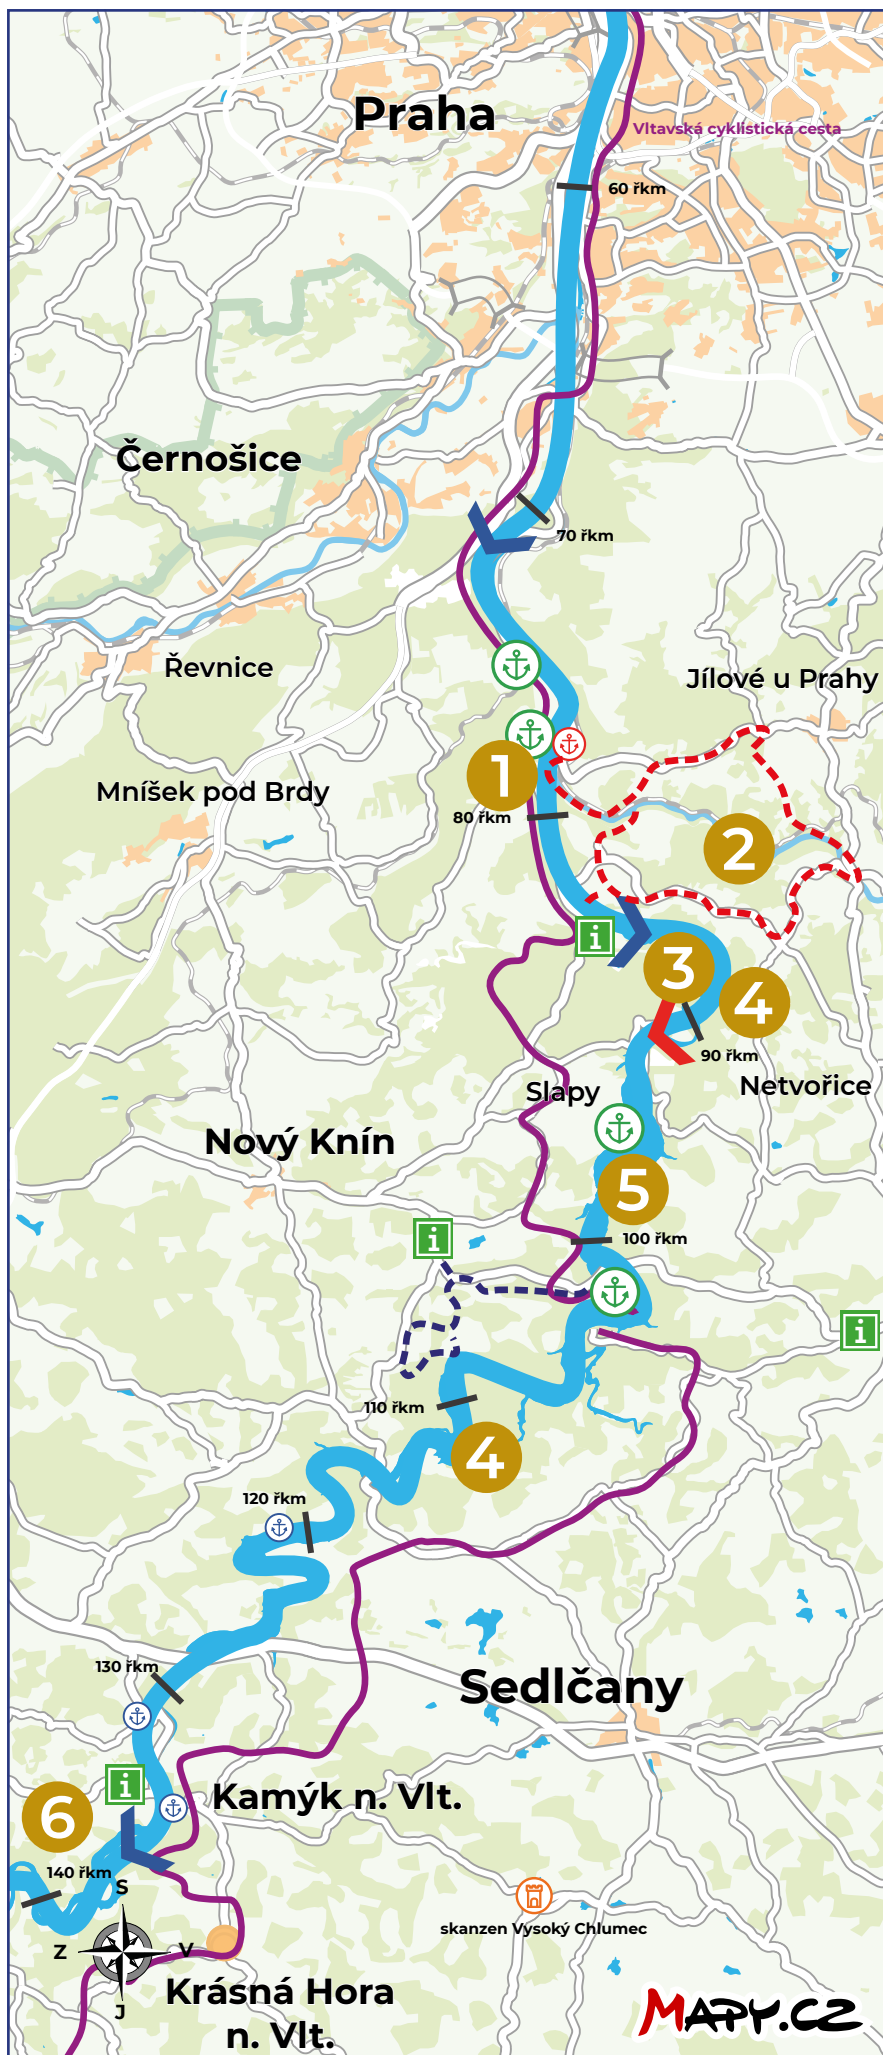 Praha
Vltavská cyklistická cesta
60 řkm
Černošice
70 řkm
Řevnice
Jílové u Prahy
1
Mníšek pod Brdy
80 řkm
2
i
3
4
90 řkm
Slapy
Netvořice
Nový Knín
5
i
100 řkm
i
110 řkm
4
120 řkm
130 řkm
Sedlčany
i
Kamýk n. Vlt.
6
140 řkm
S
skanzen Vysoký Chlumec
Z
V
J
Krásná Hora
n. Vlt.
MAPY.CZ